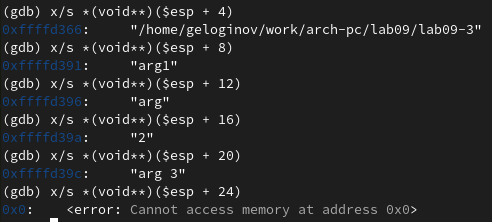 (gdb) x/s *(void**)($esp + 4)
0xffffd366:     "/home/geloginov/work/arch-pc/lab09/lab09-3"
(gdb) x/s *(void**)($esp + 8)
0xffffd391:     "arg1"
(gdb) x/s *(void**)($esp + 12)
0xffffd396:     "arg"
(gdb) x/s *(void**)($esp + 16)
0xffffd39a:     "2"
(gdb) x/s *(void**)($esp + 20)
0xffffd39c:     "arg 3"
(gdb) x/s *(void**)($esp + 24)
0x0:    <error: Cannot access memory at address 0x0>